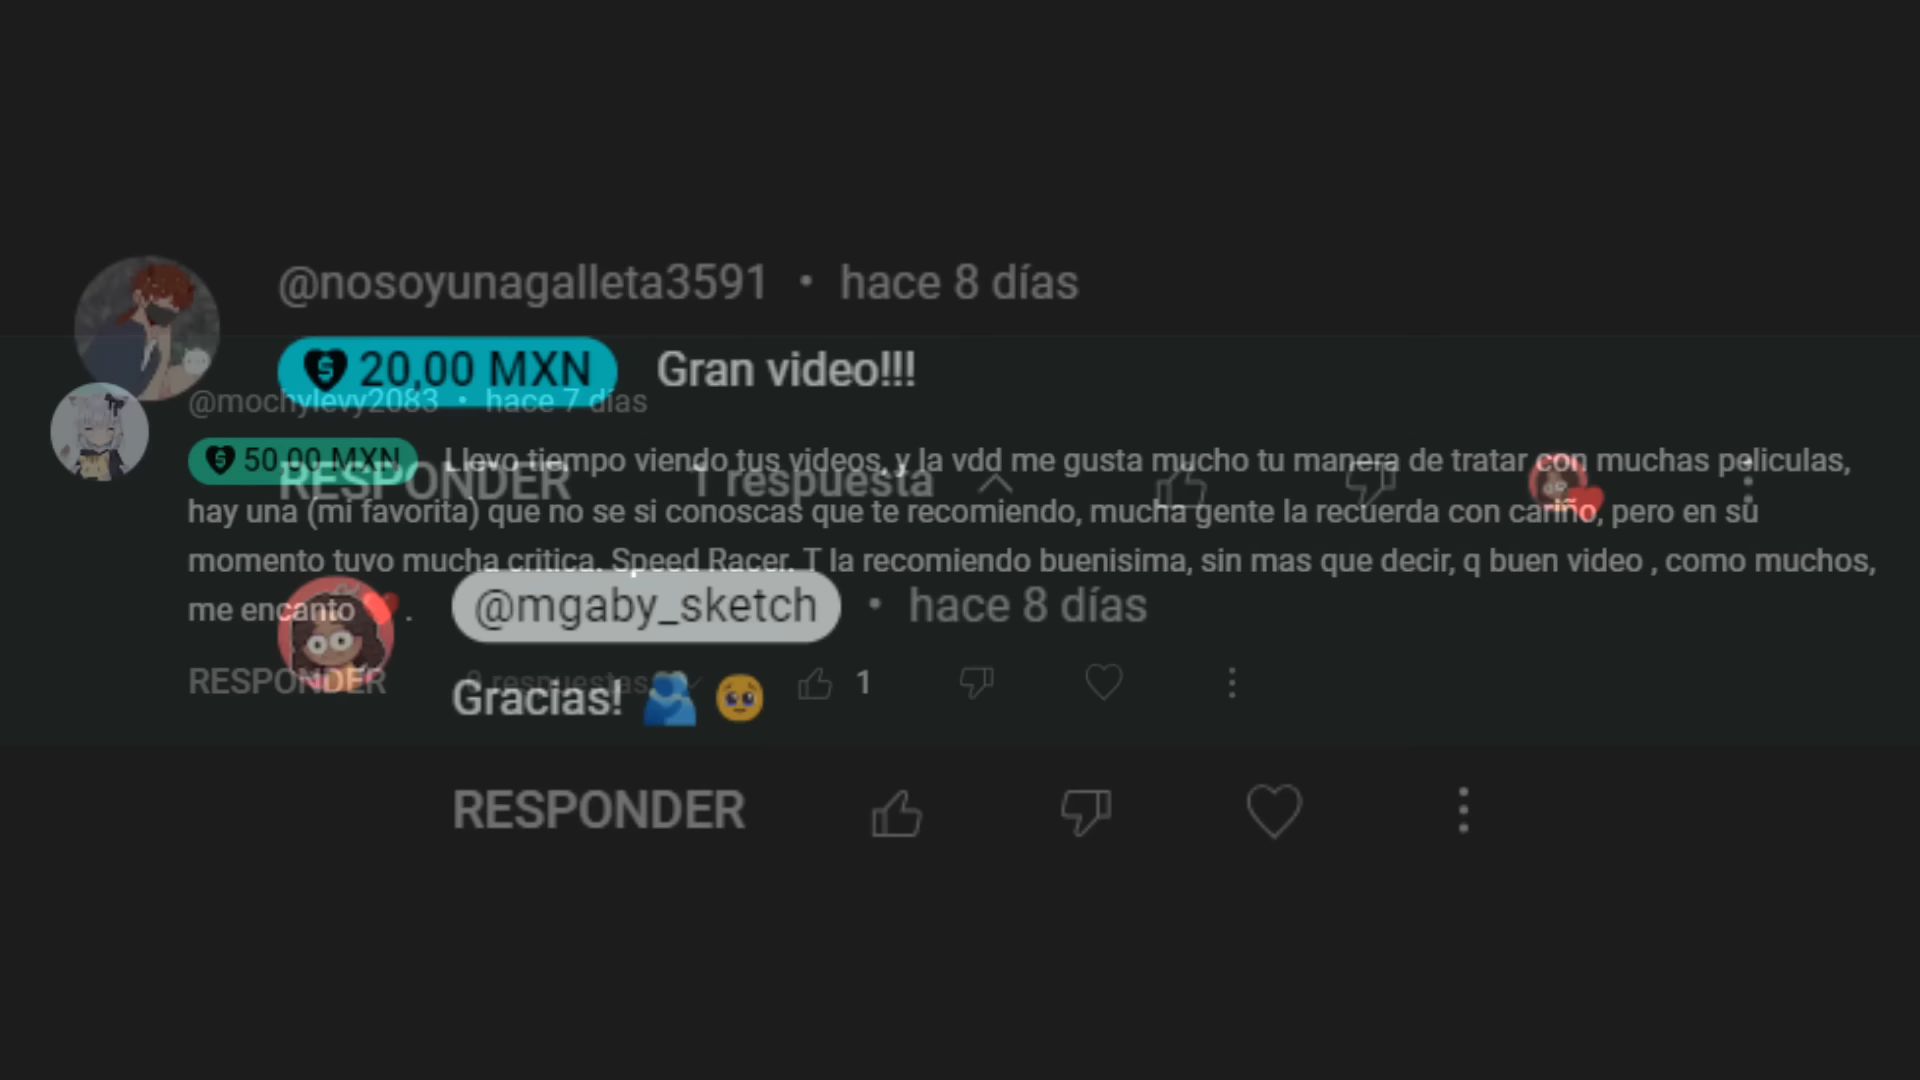 @nosoyunagalleta3591 • hace 8 días
20,00 MXN Gran video!!!
RESPONDER 1 respuesta
@mgaby_sketch • hace 8 días
Gracias!
RESPONDER
@mochylevy2083 • hace 7 días
50,00 MXN Llevo tiempo viendo tus videos, y la vdd me gusta mucho tu manera de tratar con muchas peliculas,
hay una (mi favorita) que no se si conoscas que te recomiendo, mucha gente la recuerda con cariño, pero en su
momento tuvo mucha critica. Speed Racer. T la recomiendo buenisima, sin mas que decir, q buen video , como muchos,
me encanto .
RESPONDER respuestas 1